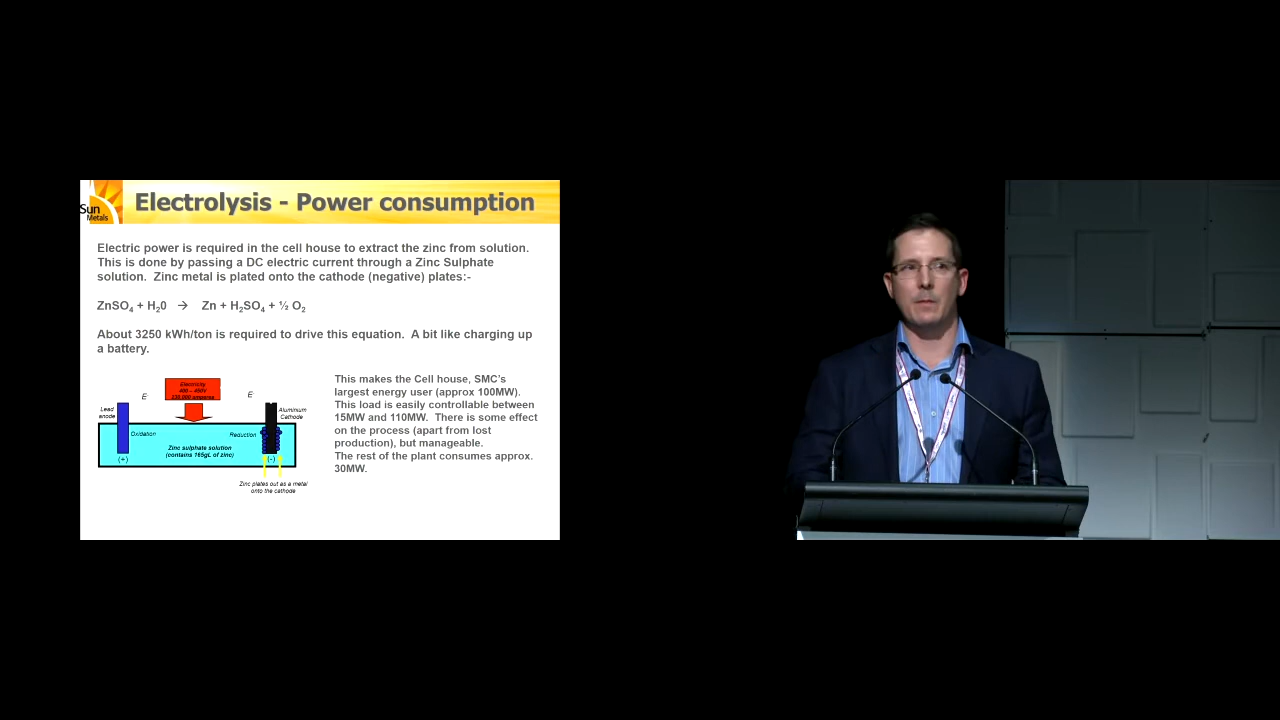 Sun
Metals
Electrolysis - Power consumption
Electric power is required in the cell house to extract the zinc from solution.
This is done by passing a DC electric current through a Zinc Sulphate
solution. Zinc metal is plated onto the cathode (negative) plates:-
ZnSO4 + H20 → Zn + H2SO4 + ½ O2
About 3250 kWh/ton is required to drive this equation. A bit like charging up
a battery.
This makes the Cell house, SMC's
largest energy user (approx 100MW).
This load is easily controllable between
15MW and 110MW. There is some effect
on the process (apart from lost
production), but manageable.
The rest of the plant consumes approx.
30MW.
Electricity
400 – 450V
E-
E-
Lead
anode
Aluminium
Cathode
Oxidation
Reduction
Zinc sulphate solution
(contains 165gL of zinc)
(+)
(-)
Zinc plates out as a metal
onto the cathode